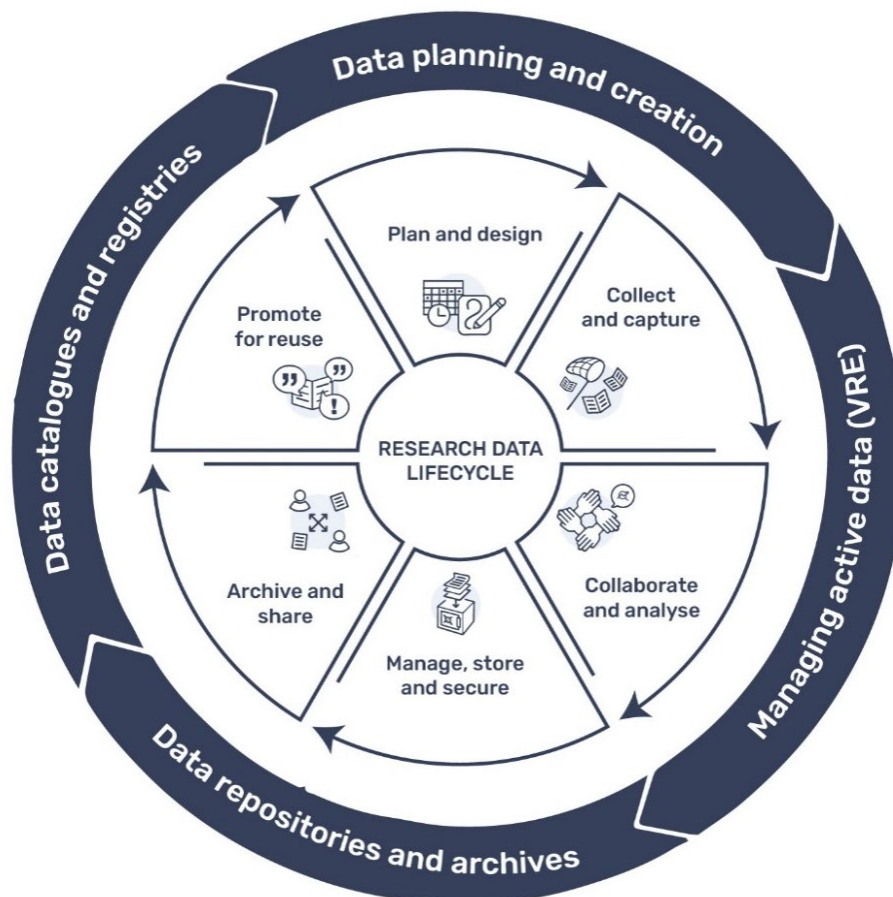 Data planning and creation
Managing active data (VRE)
Data repositories and archives
Data catalogues and registries
Plan and design
Collect
and capture
Collaborate
and analyse
Manage, store
and secure
Archive and
share
Promote
for reuse
RESEARCH DATA
LIFECYCLE